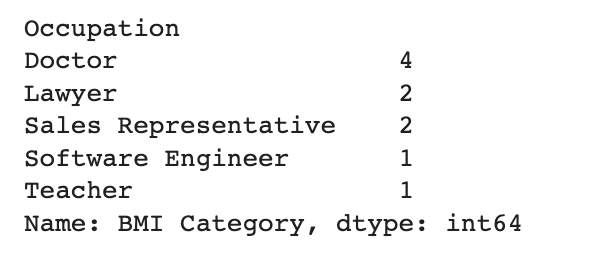 Occupation
Doctor                  4
Lawyer                  2
Sales Representative    2
Software Engineer       1
Teacher                 1
Name: BMI Category, dtype: int64